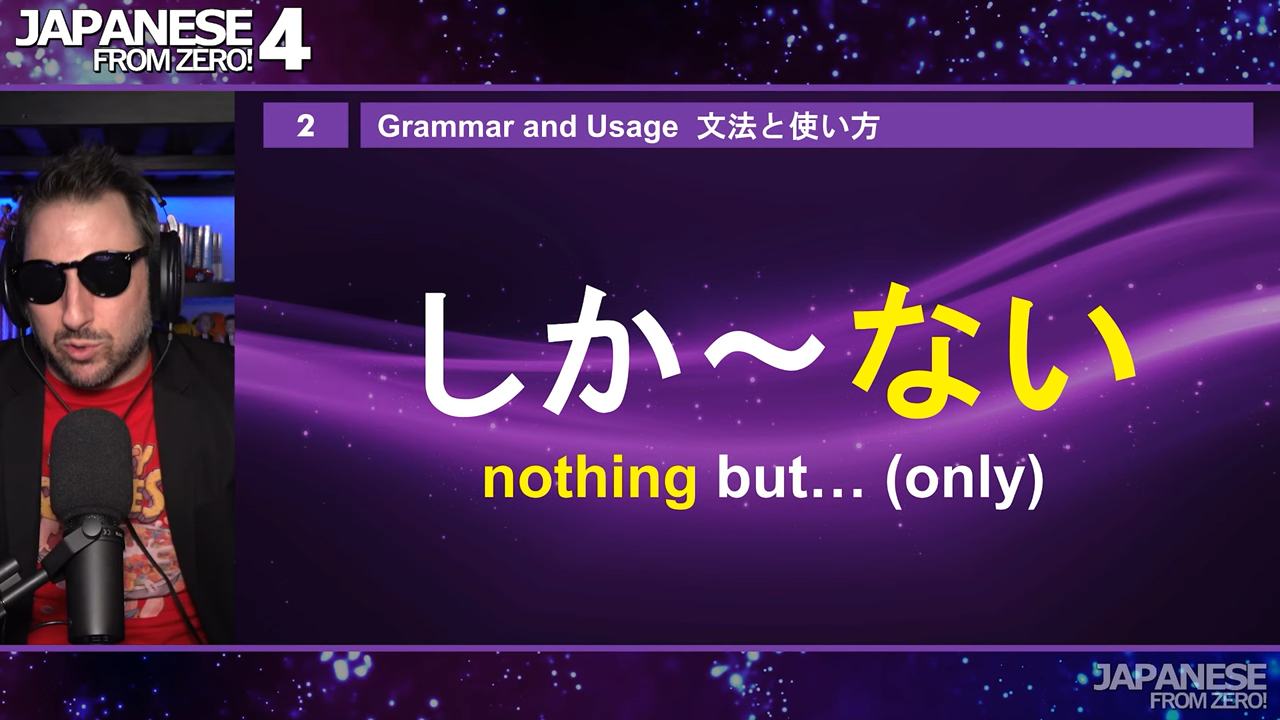 JAPANESE
FROM ZERO! 4
2
Grammar and Usage 文法と使い方
しか〜ない
nothing but… (only)
JAPANESE
FROM ZERO!